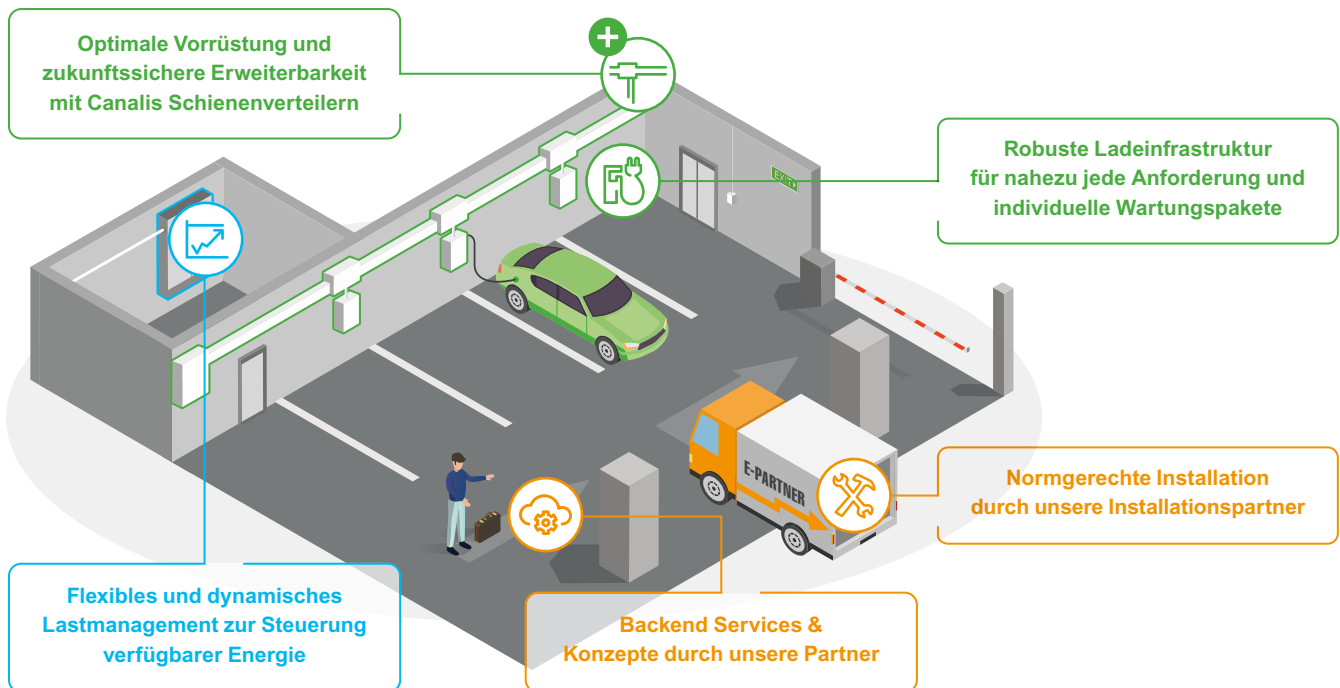 Optimale Vorrüstung und
zukunftssichere Erweiterbarkeit
mit Canalis Schienenverteilern
Robuste Ladeinfrastruktur
für nahezu jede Anforderung und
individuelle Wartungspakete
EXIT
E-PARTNER
Normgerechte Installation
durch unsere Installationspartner
Flexibles und dynamisches
Lastmanagement zur Steuerung
verfügbarer Energie
Backend Services &
Konzepte durch unsere Partner